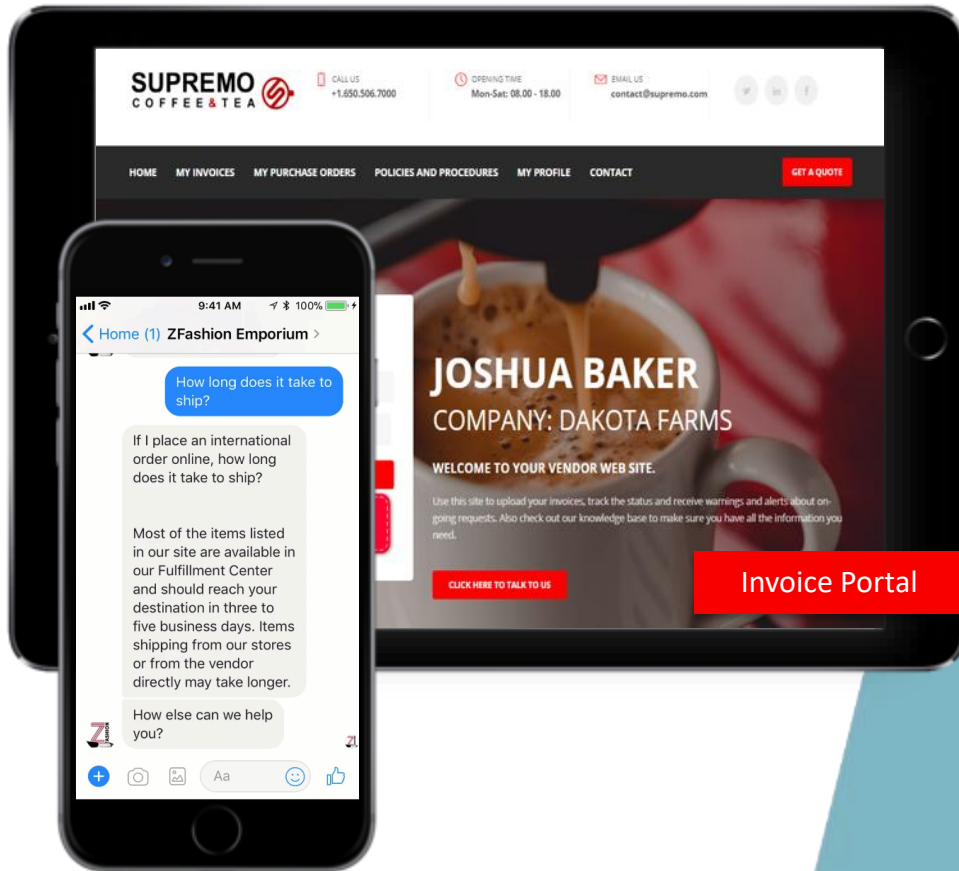 SUPREMO
COFFEE&TEA
CALL US
+1.650.506.7000
OPENING TIME
Mon-Sat: 08.00 - 18.00
EMAIL US
contact@supremo.com
HOME MY INVOICES MY PURCHASE ORDERS POLICIES AND PROCEDURES MY PROFILE CONTACT
GET A QUOTE
JOSHUA BAKER
COMPANY: DAKOTA FARMS
WELCOME TO YOUR VENDOR WEB SITE.
Use this site to upload your invoices, track the status and receive warnings and alerts about on-
going requests. Also check out our knowledge base to make sure you have all the information you
need.
CLICK HERE TO TALK TO US
Invoice Portal
9:41 AM 100%
Home (1) ZFashion Emporium
How long does it take to
ship?
If I place an international
order online, how long
does it take to ship?
Most of the items listed
in our site are available in
our Fulfillment Center
and should reach your
destination in three to
five business days. Items
shipping from our stores
or from the vendor
directly may take longer.
How else can we help
you?
Z FASHION
Aa